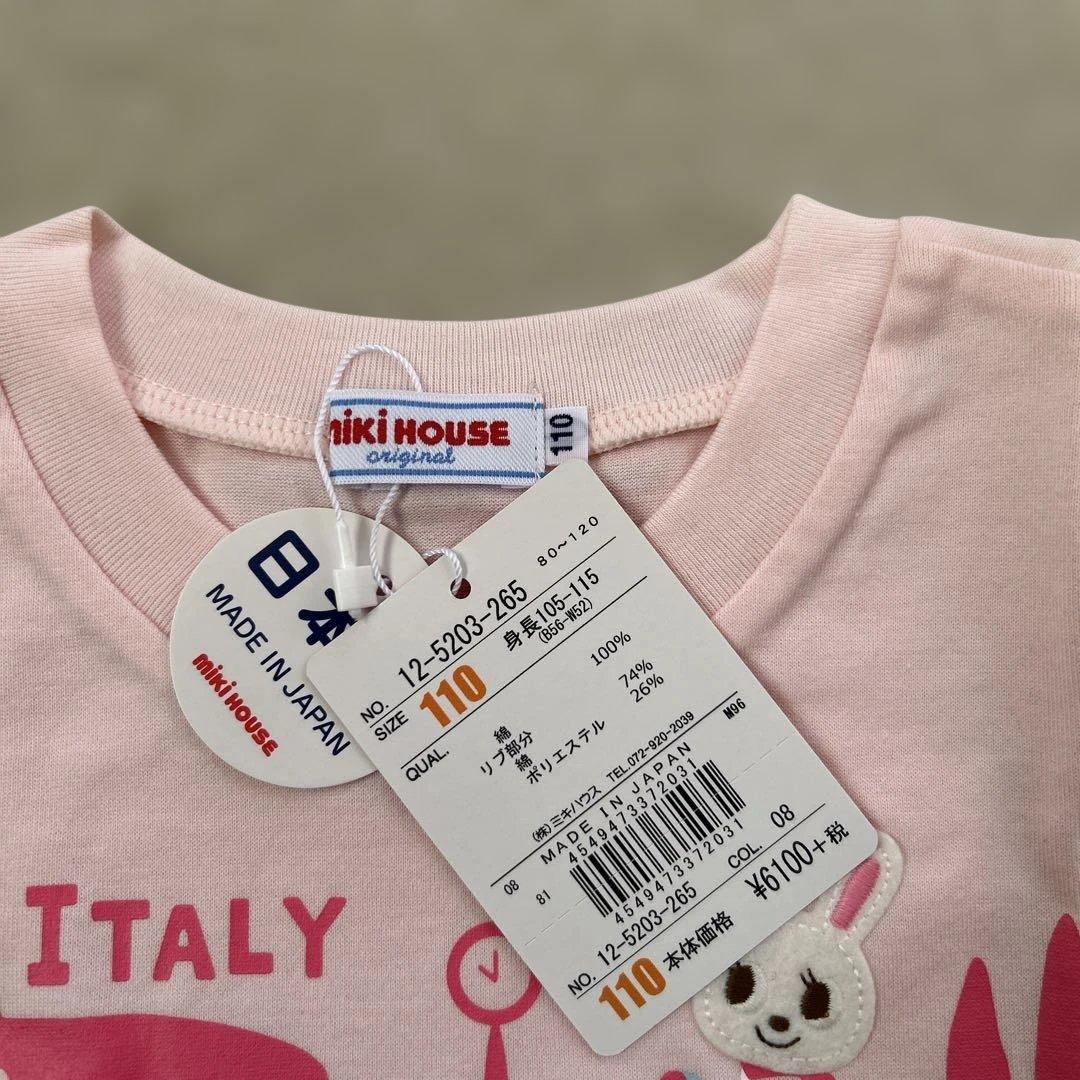 miki HOUSE
original
110
日本
MADE IN JAPAN
miki HOUSE
80~120
NO. 12-5203-265
SIZE 110 身長105-115
(B56-W52)
QUAL. 綿 100%
リブ部分
綿 74%
ポリエステル 26%
(株)ミキハウス TEL.072-920-2039 M96
MADE IN JAPAN
4549473372031
08 81
4549473372031
NO. 12-5203-265 COL. 08
110 本体価格 ¥6100+税
ITALY